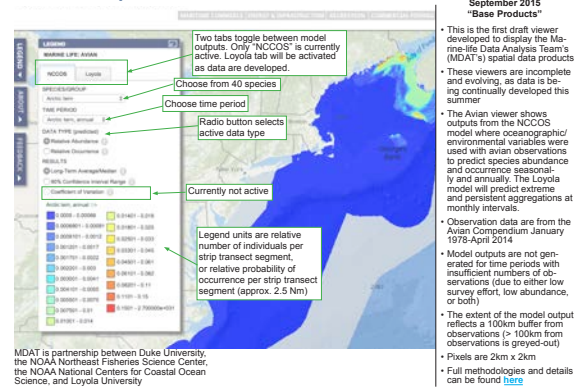 MARITIME COMMERCE
ENERGY & INFRASTRUCTURE
RECREATION
COMMERCIAL FISHING
LEGEND
ABOUT
FEEDBACK
LEGEND
MARINE LIFE: AVIAN
NCCOS
Loyola
SPECIES/GROUP
Arctic tern
TIME PERIOD
Arctic tern, annual
DATA TYPE (predicted)
Relative Abundance
Relative Occurrence
RESULTS
Long-Term Average/Median
90% Confidence Interval Range
Coefficient of Variation
Arctic tern, annual
Two tabs toggle between model
outputs. Only “NCCOS” is currently
active. Loyola tab will be activated
as data are developed.
Choose from 40 species
Choose time period
Radio button selects
active data type
Currently not active
Legend units are relative
number of individuals per
strip transect segment,
or relative probability of
occurrence per strip transect
segment (approx. 2.5 Nm)
New York
MDAT is partnership between Duke University,
the NOAA Northeast Fisheries Science Center,
the NOAA National Centers for Coastal Ocean
Science, and Loyola University
September 2015
“Base Products”
• This is the first draft viewer
developed to display the Ma-
rine-life Data Analysis Team’s
(MDAT’s) spatial data products
• These viewers are incomplete
and evolving, as data is be-
ing continually developed this
summer
• The Avian viewer shows
outputs from the NCCOS
model where oceanographic/
environmental variables were
used with avian observations
to predict species abundance
and occurrence seasonal-
ly and annually. The Loyola
model will predict extreme
and persistent aggregations at
monthly intervals.
• Observation data are from the
Avian Compendium January
1978-April 2014
• Model outputs are not gen-
erated for time periods with
insufficient numbers of ob-
servations (due to either low
survey effort, low abundance,
or both)
• The extent of the model output
reflects a 100km buffer from
observations (> 100km from
observations is greyed-out)
• Pixels are 2km x 2km
• Full methodologies and details
can be found here